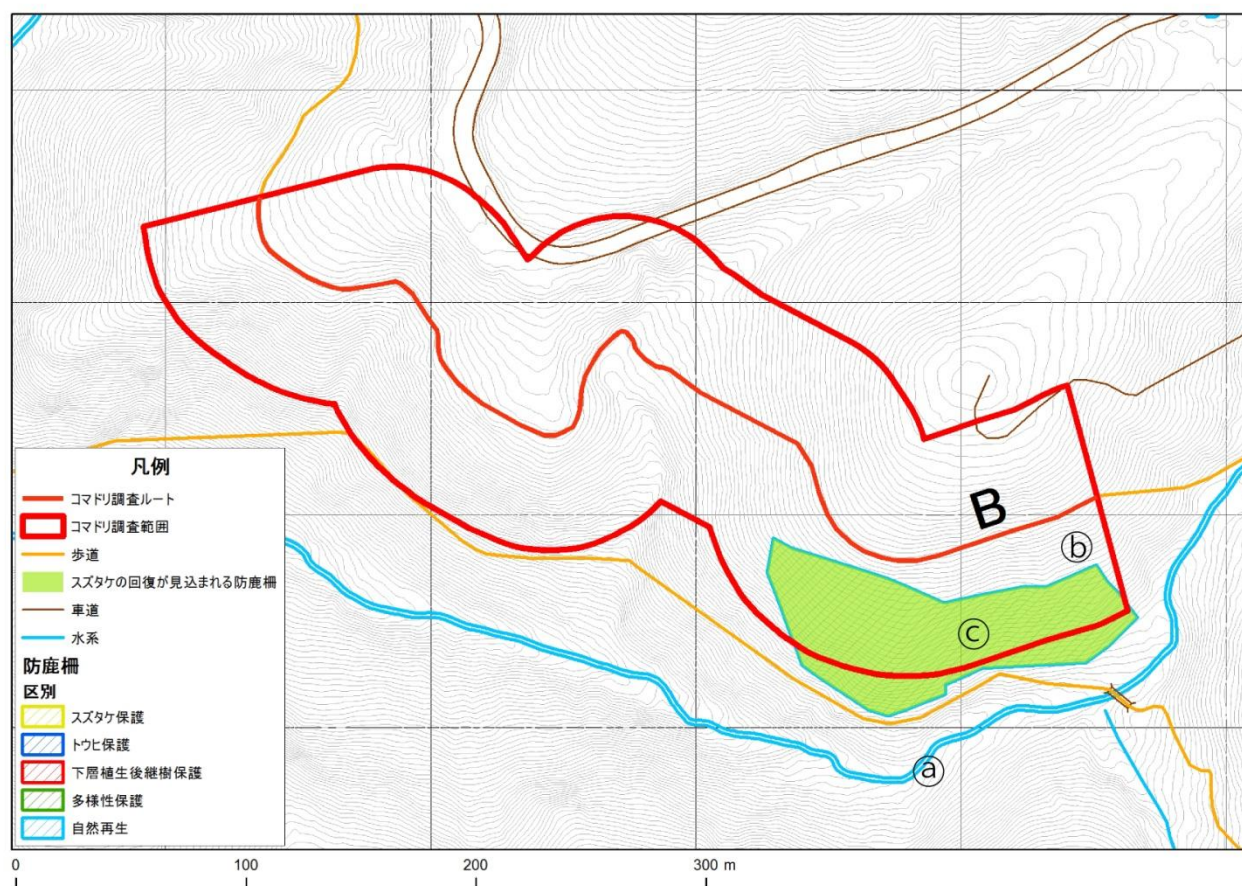 B
ⓑ
ⓒ
ⓐ
凡例
コマドリ調査ルート
コマドリ調査範囲
歩道
スズタケの回復が見込まれる防鹿柵
車道
水系
防鹿柵
区別
スズタケ保護
トウヒ保護
下層植生後継樹保護
多様性保護
自然再生
0 100 200 300 m